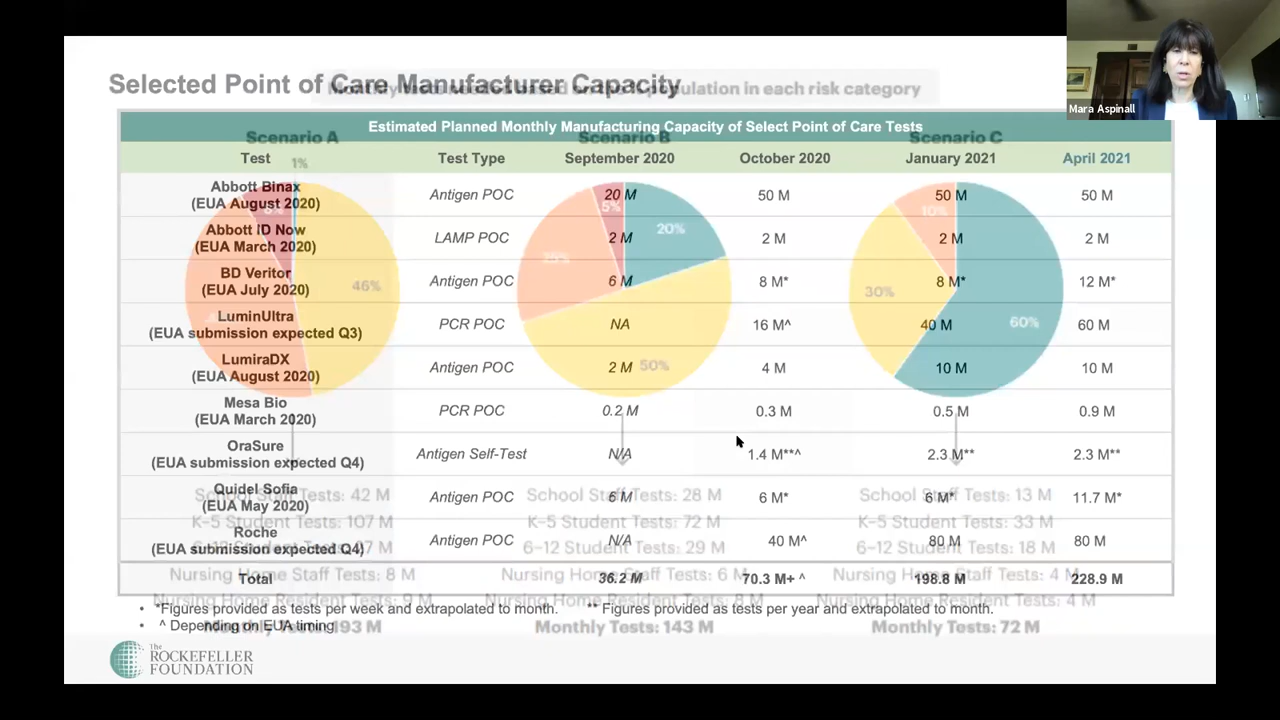 Selected Point of Care Manufacturer Capacity
population in each risk category
Mara Aspinall
Estimated Planned Monthly Manufacturing Capacity of Select Point of Care Tests
Scenario A Scenario B Scenario C
Test Test Type September 2020 October 2020 January 2021 April 2021
1%
Abbott Binax
(EUA August 2020) Antigen POC 20 M 50 M 50 M 50 M
5% 10%
20%
Abbott ID Now
(EUA March 2020) LAMP POC 2 M 2 M 2 M 2 M
BD Veritor
(EUA July 2020) Antigen POC 6 M 8 M* 8 M* 12 M*
46% 30%
LuminUltra
(EUA submission expected Q3) PCR POC NA 16 M^ 40 M 60 M
60%
LumiraDX
(EUA August 2020) Antigen POC 2 M 4 M 10 M 10 M
50%
Mesa Bio
(EUA March 2020) PCR POC 0.2 M 0.3 M 0.5 M 0.9 M
OraSure
(EUA submission expected Q4) Antigen Self-Test N/A 1.4 M**^ 2.3 M** 2.3 M**
Quidel Sofia
(EUA May 2020) Antigen POC 6 M 6 M* 6 M* 11.7 M*
School Staff Tests: 42 M School Staff Tests: 28 M School Staff Tests: 13 M
K-5 Student Tests: 107 M K-5 Student Tests: 72 M K-5 Student Tests: 33 M
Roche
(EUA submission expected Q4) Antigen POC N/A 40 M^ 80 M 80 M
6-12 Student Tests: 29 M 6-12 Student Tests: 18 M
Nursing Home Staff Tests: 8 M Nursing Home Staff Tests: 6 M Nursing Home Staff Tests: 4 M
Total 36.2 M 70.3 M+ ^ 198.8 M 228.9 M
Nursing Home Resident Tests: 9 M Nursing Home Resident Tests: 8 M Nursing Home Resident Tests: 4 M
• *Figures provided as tests per week and extrapolated to month. ** Figures provided as tests per year and extrapolated to month.
• ^ Depending on EUA timing
Monthly Tests: 193 M Monthly Tests: 143 M Monthly Tests: 72 M
The
ROCKEFELLER
FOUNDATION